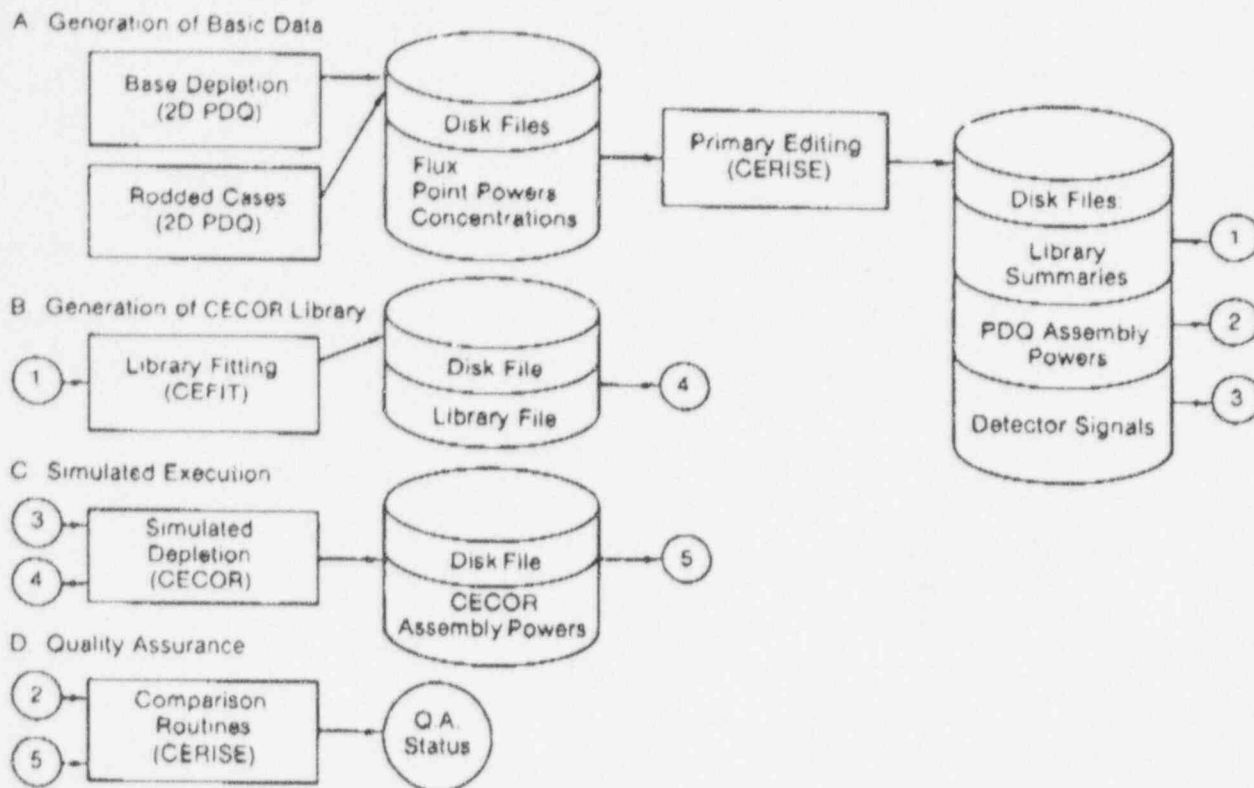 A. Generation of Basic Data
Base Depletion
(2D PDQ)
Rodded Cases
(2D PDQ)
Disk Files
Flux
Point Powers
Concentrations
Primary Editing
(CERISE)
Disk Files:
Library
Summaries
PDQ Assembly
Powers
Detector Signals
1
2
3
B. Generation of CECOR Library
1
Library Fitting
(CEFIT)
Disk File
Library File
4
C. Simulated Execution
3
4
Simulated
Depletion
(CECOR)
Disk File
CECOR
Assembly Powers
5
D. Quality Assurance
2
5
Comparison
Routines
(CERISE)
Q.A.
Status